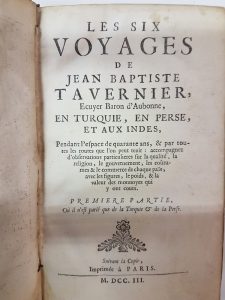 LES SIX
VOYAGES
DE
JEAN BAPTISTE
TAVERNIER,
Ecuyer Baron d'Aubonne,
EN TURQUIE, EN PERSE,
ET AUX INDES,
Pendant l'espace de quarante ans, & par tou-
tes les routes que l'on peut tenir: accompagnez
d'observations particulieres sur la qualité, la
religion, le gouvernement, les coûtu-
mes & le commerce de chaque païs,
avec les figures, le poids, & la
valeur des monnoyes qui
y ont cours.
PREMIERE PARTIE,
Où il n'est parlé que de la Turquie & de la Perse.
Suivant la Copie,
Imprimée à PARIS.
M. DCC. III.